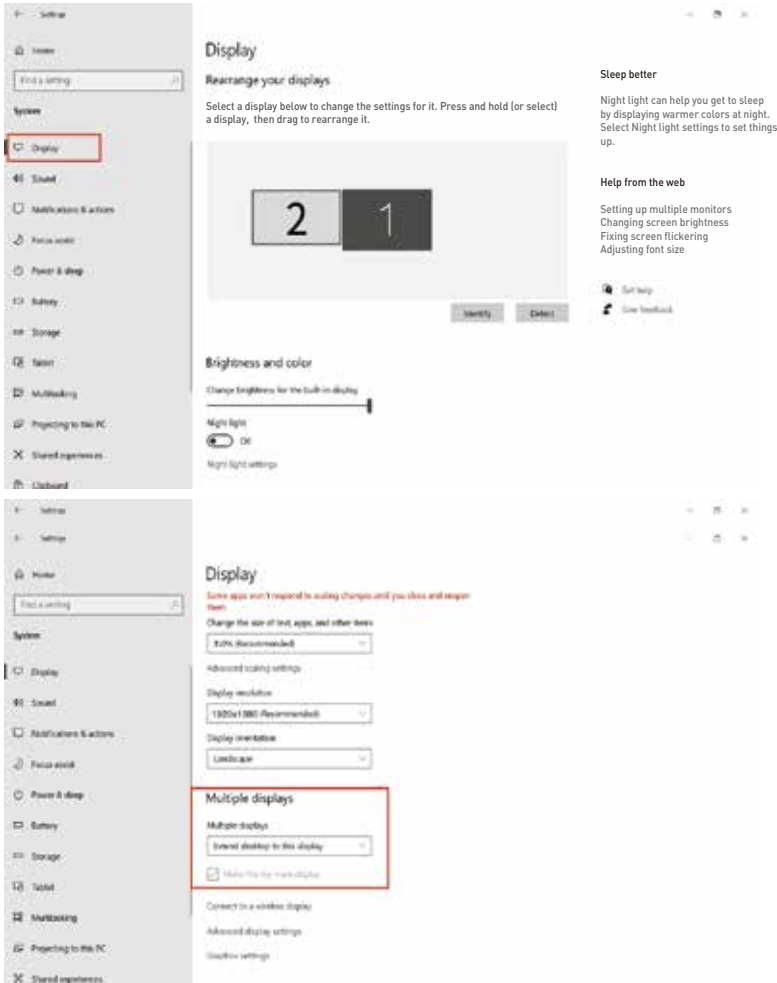 Settings
Home
Find a setting
System
Display
Sound
Notifications & actions
Focus assist
Power & sleep
Battery
Storage
Tablet
Multitasking
Projecting to this PC
Shared experiences
Clipboard
Display
Rearrange your displays
Select a display below to change the settings for it. Press and hold (or select)
a display, then drag to rearrange it.
2 1
Identify Detect
Brightness and color
Change brightness for the built-in display
Night light
Off
Night light settings
Sleep better
Night light can help you get to sleep
by displaying warmer colors at night.
Select Night light settings to set things
up.
Help from the web
Setting up multiple monitors
Changing screen brightness
Fixing screen flickering
Adjusting font size
Get help
Give feedback
Settings
Settings
Home
Find a setting
System
Display
Sound
Notifications & actions
Focus assist
Power & sleep
Battery
Storage
Tablet
Multitasking
Projecting to this PC
Shared experiences
Display
Some apps won't respond to scaling changes until you close and reopen
them.
Change the size of text, apps, and other items
(Recommended)
Advanced scaling settings
Display resolution
1920x1080 (Recommended)
Display orientation
Landscape
Multiple displays
Multiple displays
Extend desktop to this display
Make this my main display
Connect to a wireless display
Advanced display settings
Graphics settings